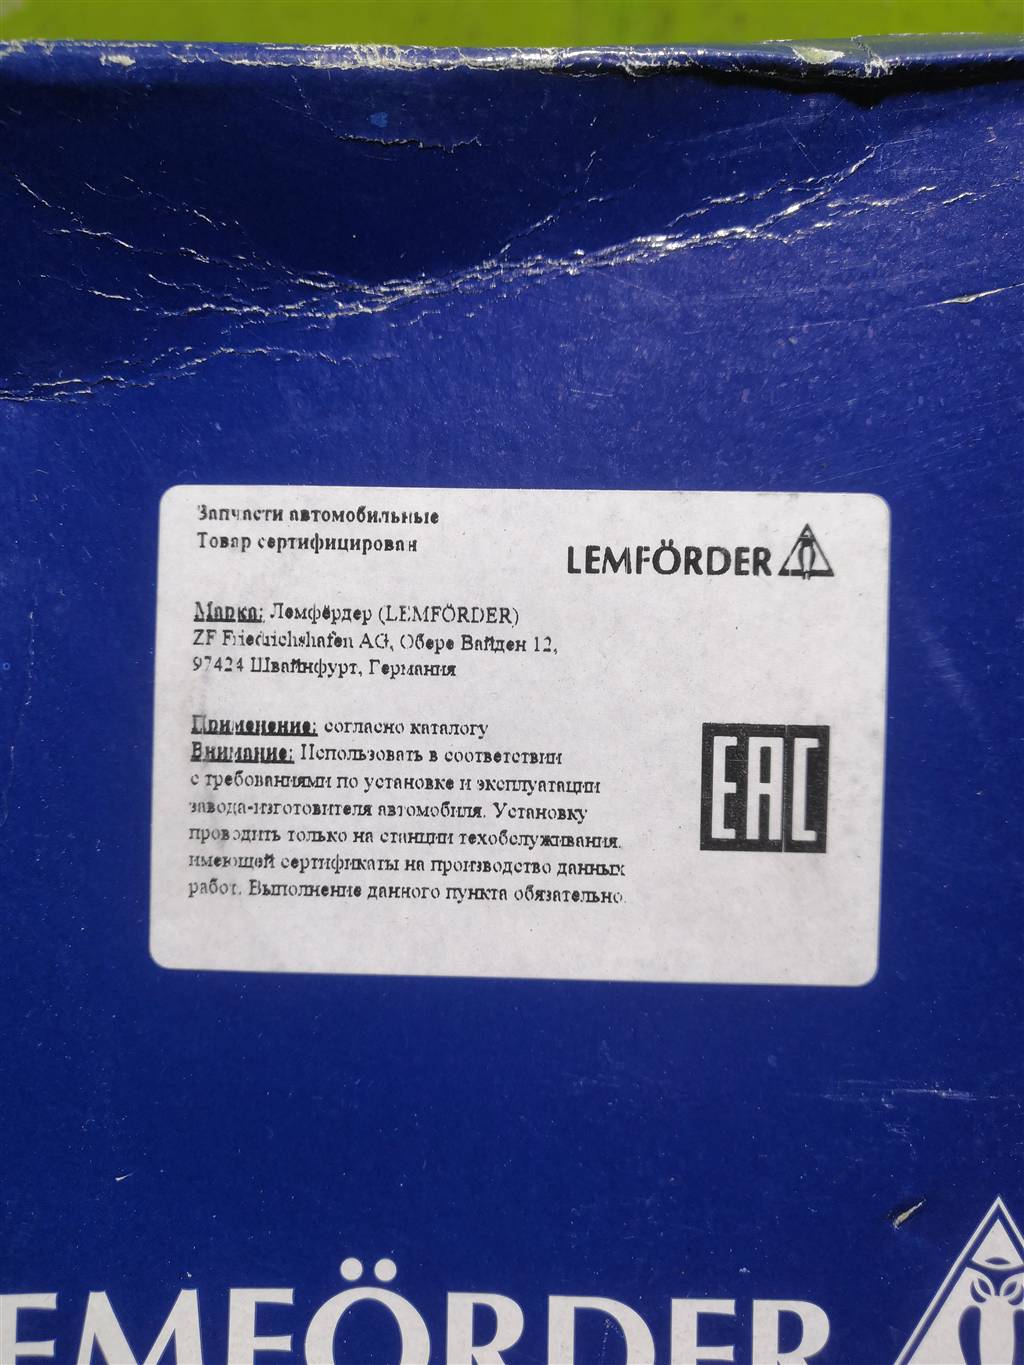 Запчасти автомобильные
Товар сертифицирован
LEMFÖRDER
Марка: Лемфёрдер (LEMFÖRDER)
ZF Friedrichshafen AG, Обере Вайден 12,
97424 Швайнфурт, Германия
Применение: согласно каталогу
Внимание: Использовать в соответствии
с требованиями по установке и эксплуатации
завода-изготовителя автомобиля. Установку
проводить только на станции техобслуживания,
имеющей сертификаты на производство данных
работ. Выполнение данного пункта обязательно.
EAC
LEMFÖRDER